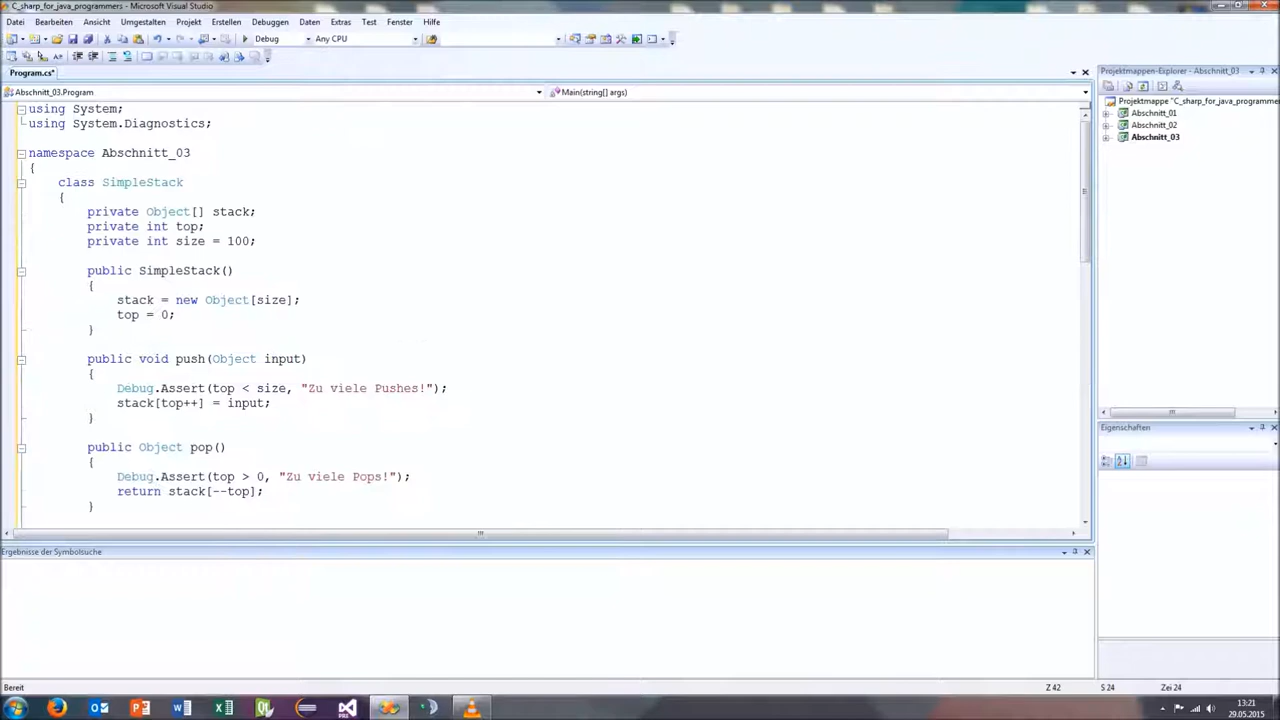 C_sharp_for_java_programmers - Microsoft Visual Studio
Datei Bearbeiten Ansicht Umgestalten Projekt Erstellen Debuggen Daten Extras Test Fenster Hilfe
Debug Any CPU
Program.cs*
Abschnitt_03.Program Main(string[] args)
using System;
using System.Diagnostics;
namespace Abschnitt_03
{
class SimpleStack
{
private Object[] stack;
private int top;
private int size = 100;
public SimpleStack()
{
stack = new Object[size];
top = 0;
}
public void push(Object input)
{
Debug.Assert(top < size, "Zu viele Pushes!");
stack[top++] = input;
}
public Object pop()
{
Debug.Assert(top > 0, "Zu viele Pops!");
return stack[--top];
}
Projektmappen-Explorer - Abschnitt_03
Projektmappe "C_sharp_for_java_programmers
Abschnitt_01
Abschnitt_02
Abschnitt_03
Eigenschaften
Ergebnisse der Symbolsuche
Bereit Z 42 S 24 Zei 24
13:21
29.05.2015